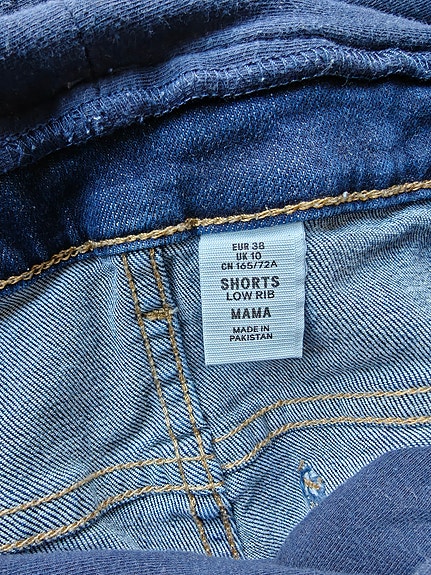 EUR 38
UK 10
CN 165/72A
SHORTS
LOW RIB
MAMA
MADE IN
PAKISTAN